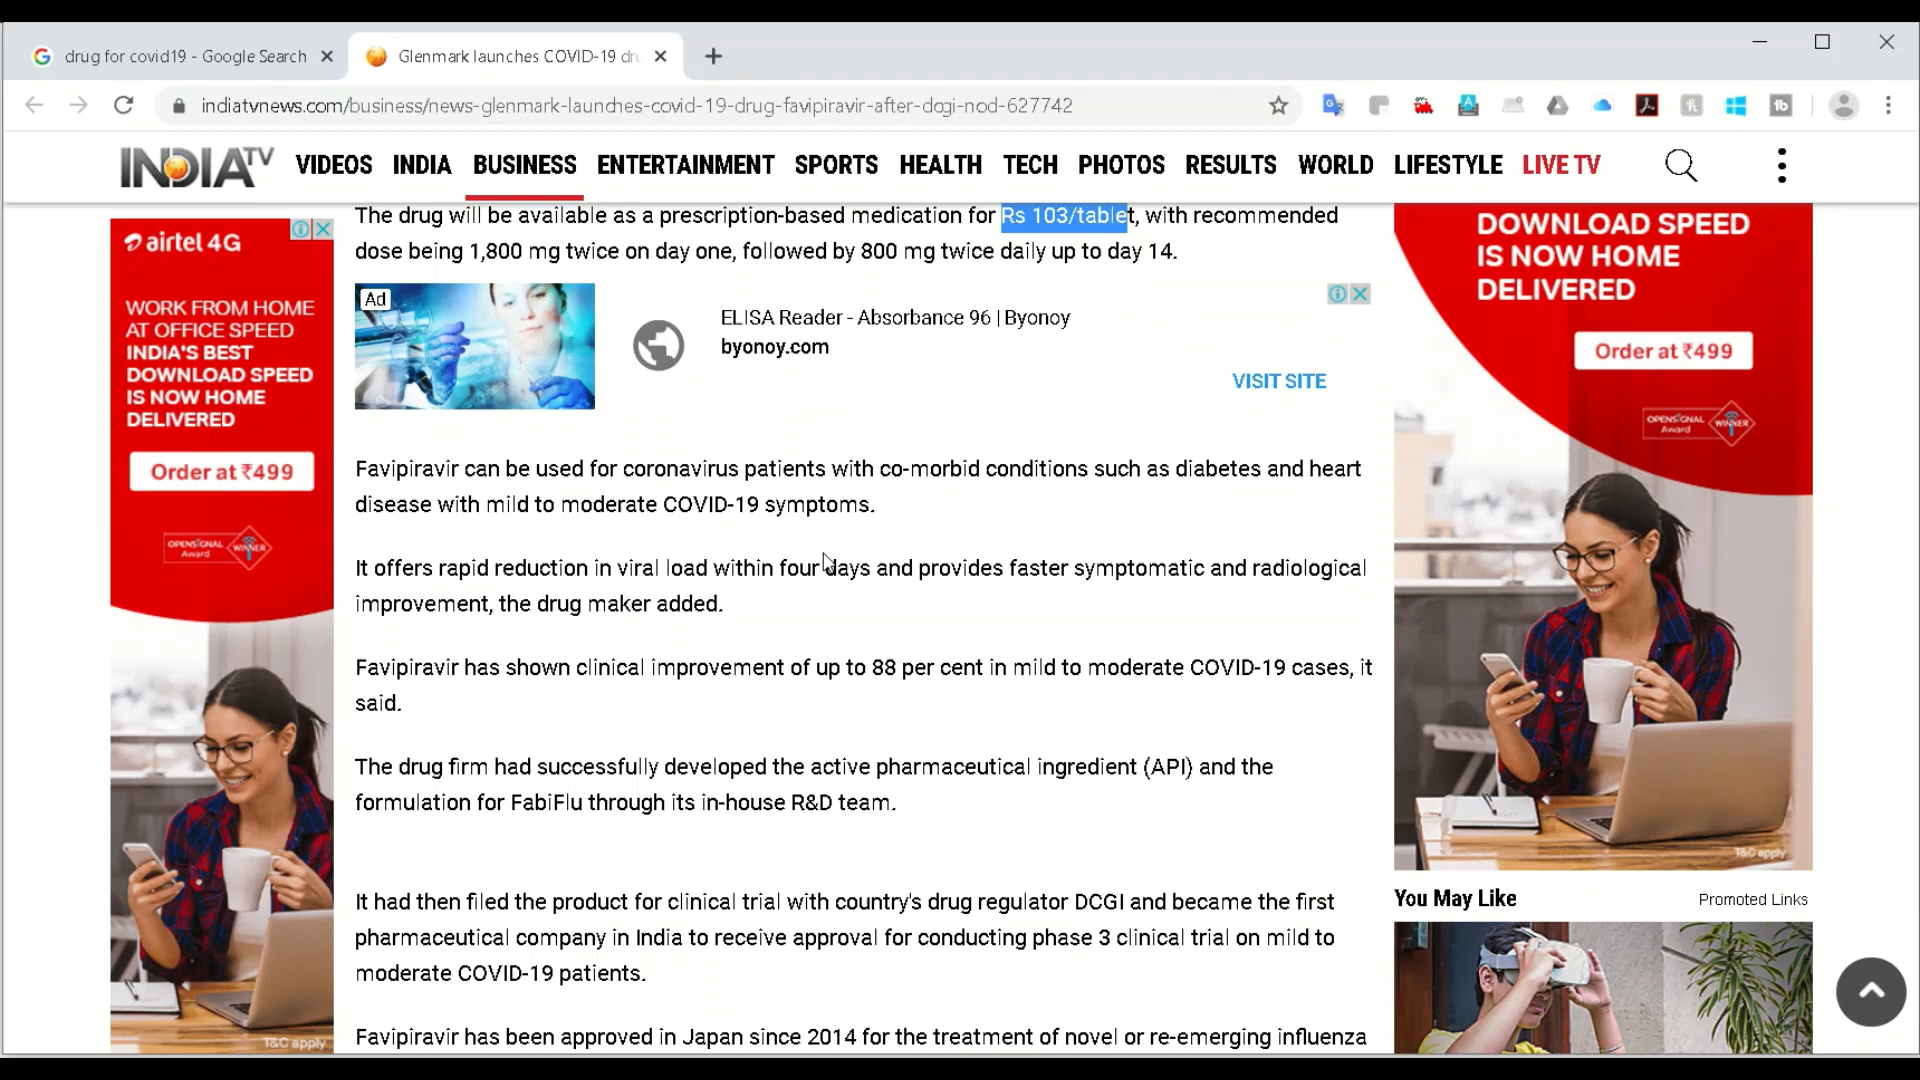 drug for covid19 - Google Search
Glenmark launches COVID-19 dru
indiatvnews.com/business/news-glenmark-launches-covid-19-drug-favipiravir-after-dcgi-nod-627742
INDIA TV
VIDEOS INDIA BUSINESS ENTERTAINMENT SPORTS HEALTH TECH PHOTOS RESULTS WORLD LIFESTYLE LIVE TV
The drug will be available as a prescription-based medication for Rs 103/tablet, with recommended
dose being 1,800 mg twice on day one, followed by 800 mg twice daily up to day 14.
Ad
ELISA Reader - Absorbance 96 | Byonoy
byonoy.com
VISIT SITE
Favipiravir can be used for coronavirus patients with co-morbid conditions such as diabetes and heart
disease with mild to moderate COVID-19 symptoms.
It offers rapid reduction in viral load within four days and provides faster symptomatic and radiological
improvement, the drug maker added.
Favipiravir has shown clinical improvement of up to 88 per cent in mild to moderate COVID-19 cases, it
said.
The drug firm had successfully developed the active pharmaceutical ingredient (API) and the
formulation for FabiFlu through its in-house R&D team.
It had then filed the product for clinical trial with country's drug regulator DCGI and became the first
pharmaceutical company in India to receive approval for conducting phase 3 clinical trial on mild to
moderate COVID-19 patients.
Favipiravir has been approved in Japan since 2014 for the treatment of novel or re-emerging influenza
airtel 4G
WORK FROM HOME
AT OFFICE SPEED
INDIA'S BEST
DOWNLOAD SPEED
IS NOW HOME
DELIVERED
Order at ₹499
OPENSIGNAL
Award
WINNER
T&C apply
DOWNLOAD SPEED
IS NOW HOME
DELIVERED
Order at ₹499
OPENSIGNAL
Award
WINNER
T&C apply
You May Like
Promoted Links